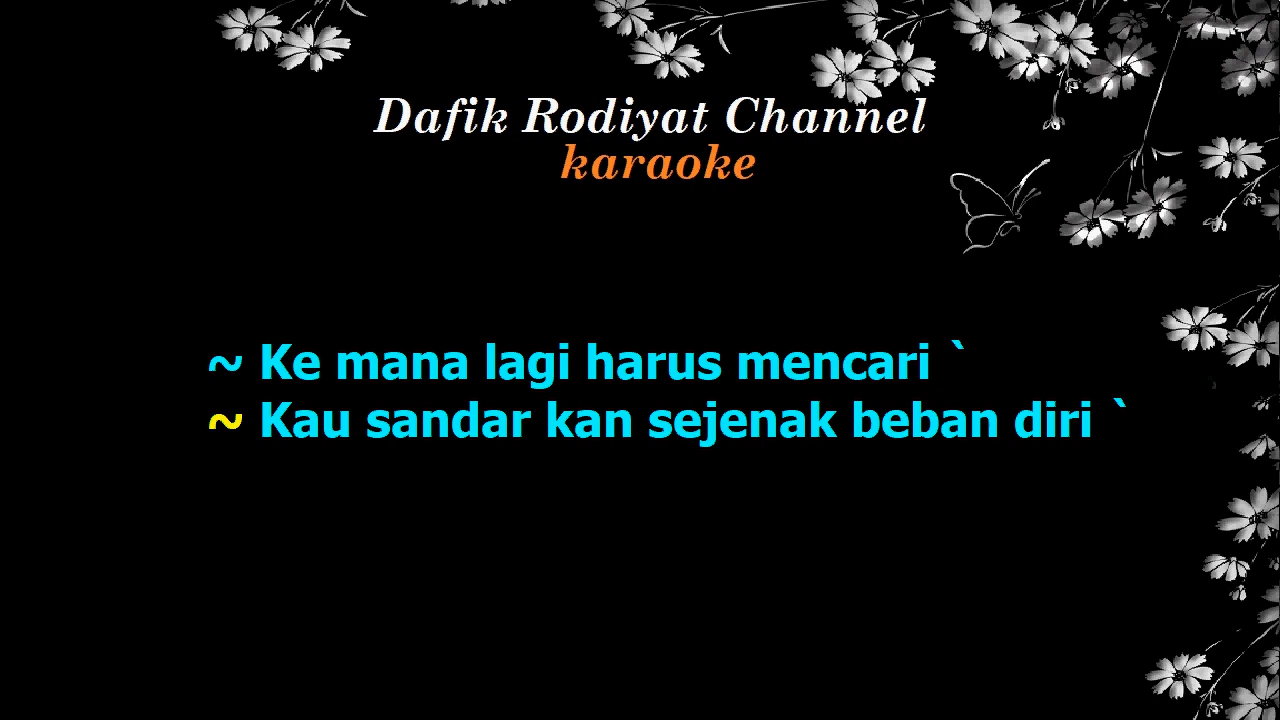 Dafik Rodiyat Channel
karaoke
~ Ke mana lagi harus mencari `
~ Kau sandar kan sejenak beban diri `